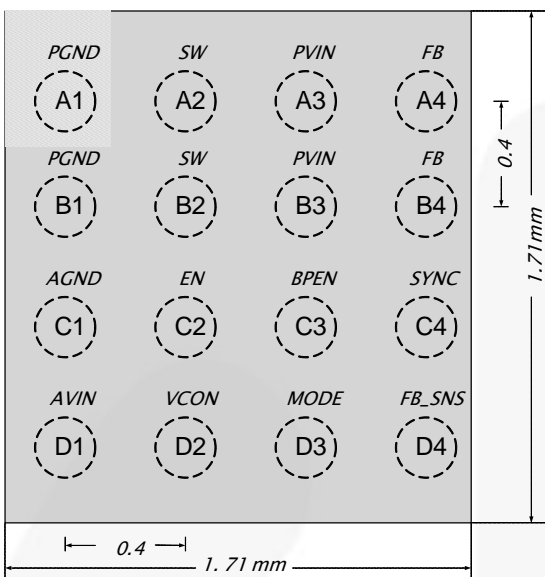 PGND SW PVIN FB
A1 A2 A3 A4
PGND SW PVIN FB
B1 B2 B3 B4
AGND EN BPEN SYNC
C1 C2 C3 C4
AVIN VCON MODE FB_SNS
D1 D2 D3 D4
0.4
1.71mm
0.4
1.71mm